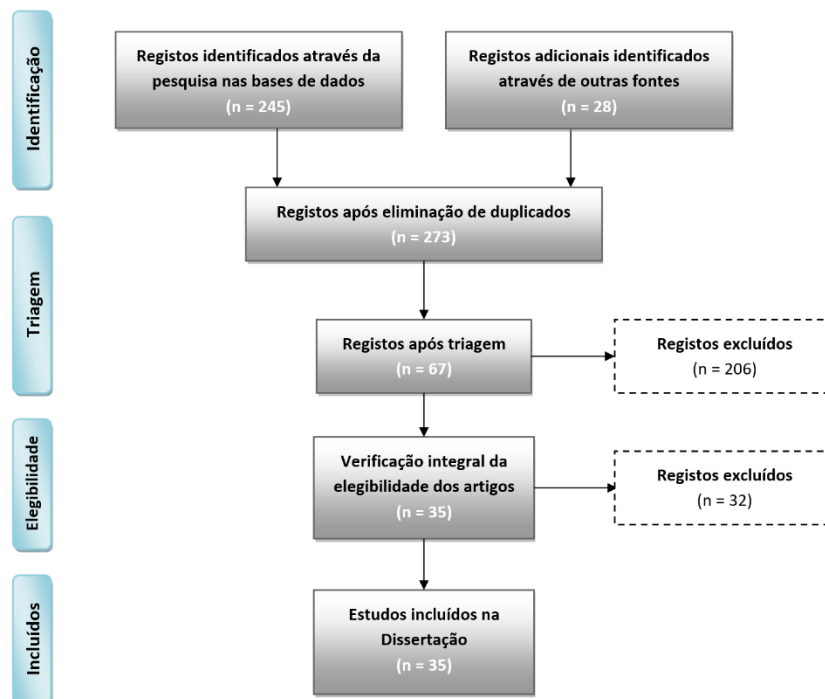 Identificação
Registos identificados através da
pesquisa nas bases de dados
(n = 245)
Registos adicionais identificados
através de outras fontes
(n = 28)
Registos após eliminação de duplicados
(n = 273)
Triagem
Registos após triagem
(n = 67)
Registos excluídos
(n = 206)
Elegibilidade
Verificação integral da
elegibilidade dos artigos
(n = 35)
Registos excluídos
(n = 32)
Incluídos
Estudos incluídos na
Dissertação
(n = 35)